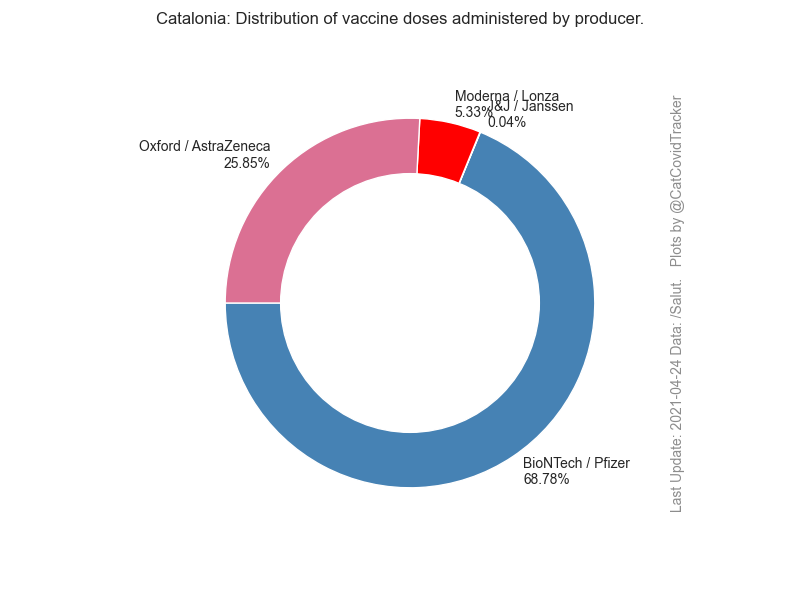 Catalonia: Distribution of vaccine doses administered by producer.
Moderna / Lonza
5.33%
J&J / Janssen
0.04%
Oxford / AstraZeneca
25.85%
BioNTech / Pfizer
68.78%
Last Update: 2021-04-24 Data: /Salut.   Plots by @CatCovidTracker